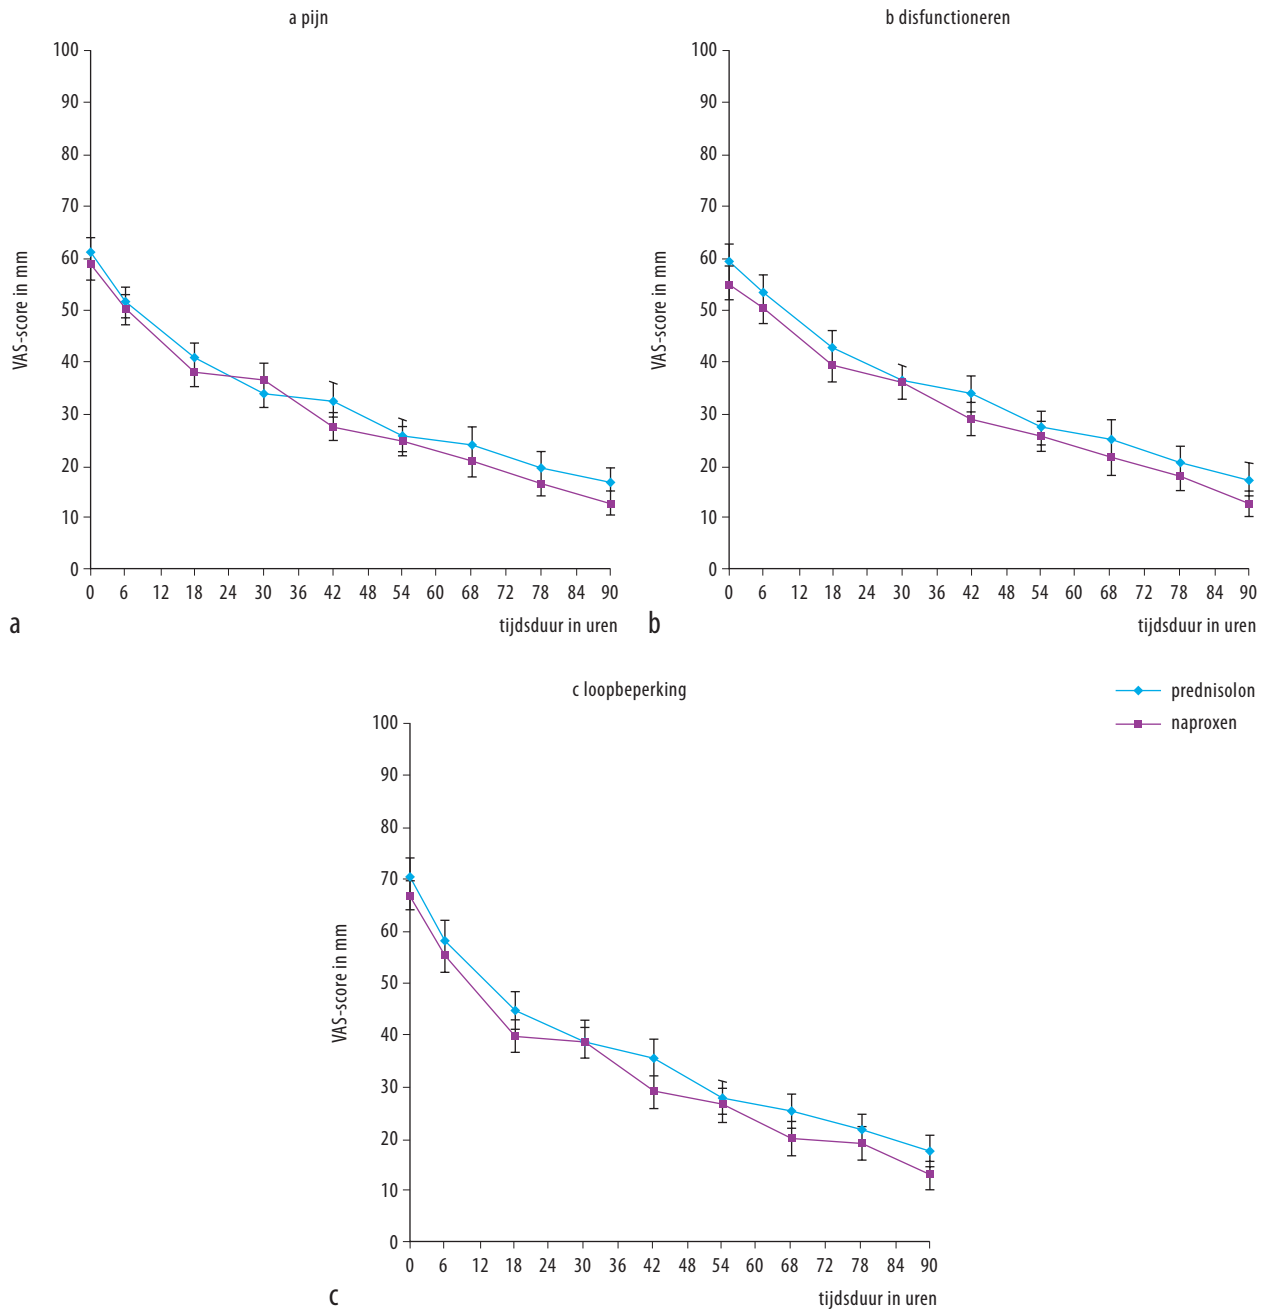 a pijn
100
90
80
70
60
50
40
30
20
10
0
VAS-score in mm
0 6 12 18 24 30 36 42 48 54 60 68 72 78 84 90
tijdsduur in uren
a
b disfunctioneren
100
90
80
70
60
50
40
30
20
10
0
VAS-score in mm
0 6 12 18 24 30 36 42 48 54 60 68 72 78 84 90
tijdsduur in uren
b
c loopbeperking
100
90
80
70
60
50
40
30
20
10
0
VAS-score in mm
0 6 12 18 24 30 36 42 48 54 60 68 72 78 84 90
tijdsduur in uren
c
prednisolon
naproxen